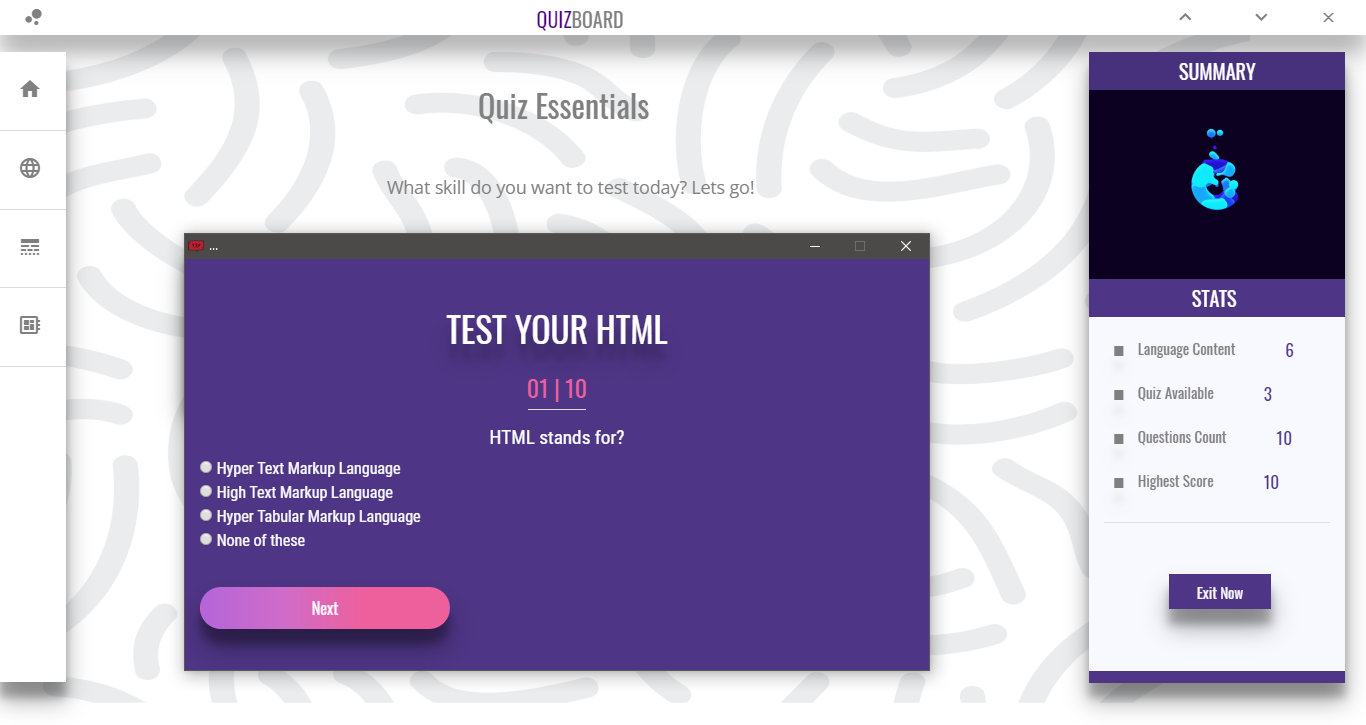 QUIZBOARD
Quiz Essentials
What skill do you want to test today? Lets go!
...
TEST YOUR HTML
01 | 10
HTML stands for?
Hyper Text Markup Language
High Text Markup Language
Hyper Tabular Markup Language
None of these
Next
SUMMARY
STATS
Language Content 6
Quiz Available 3
Questions Count 10
Highest Score 10
Exit Now